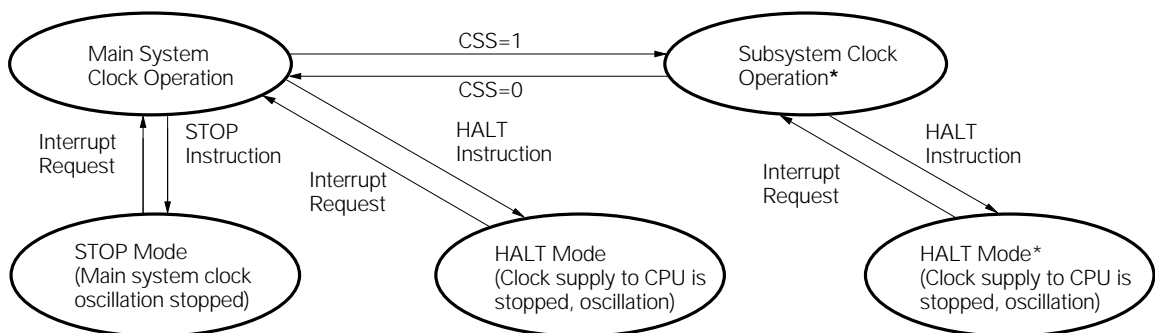 Main System
Clock Operation
CSS=1
CSS=0
Subsystem Clock
Operation*
Interrupt
Request
STOP
Instruction
HALT
Instruction
Interrupt
Request
HALT
Instruction
Interrupt
Request
STOP Mode
(Main system clock
oscillation stopped)
HALT Mode
(Clock supply to CPU is
stopped, oscillation)
HALT Mode*
(Clock supply to CPU is
stopped, oscillation)